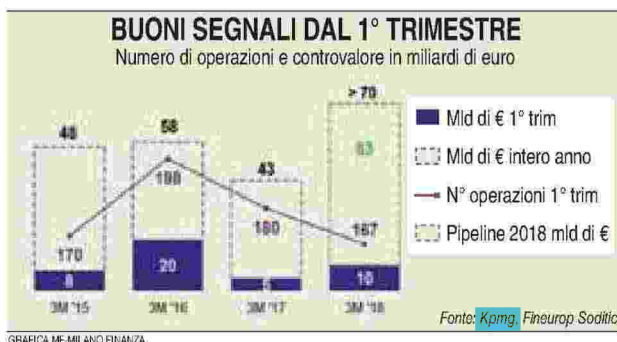 BUONI SEGNALI DAL 1° TRIMESTRE
Numero di operazioni e controvalore in miliardi di euro
> 70
48
58
43
63
198
170
180
167
8
20
10
3M '15
3M '16
3M '17
3M '18
Mld di € 1° trim
Mld di € intero anno
N° operazioni 1° trim
Pipeline 2018 mld di €
Fonte: Kpmg, Fineurop Soditic
GRAFICA MF-MILANO FINANZA